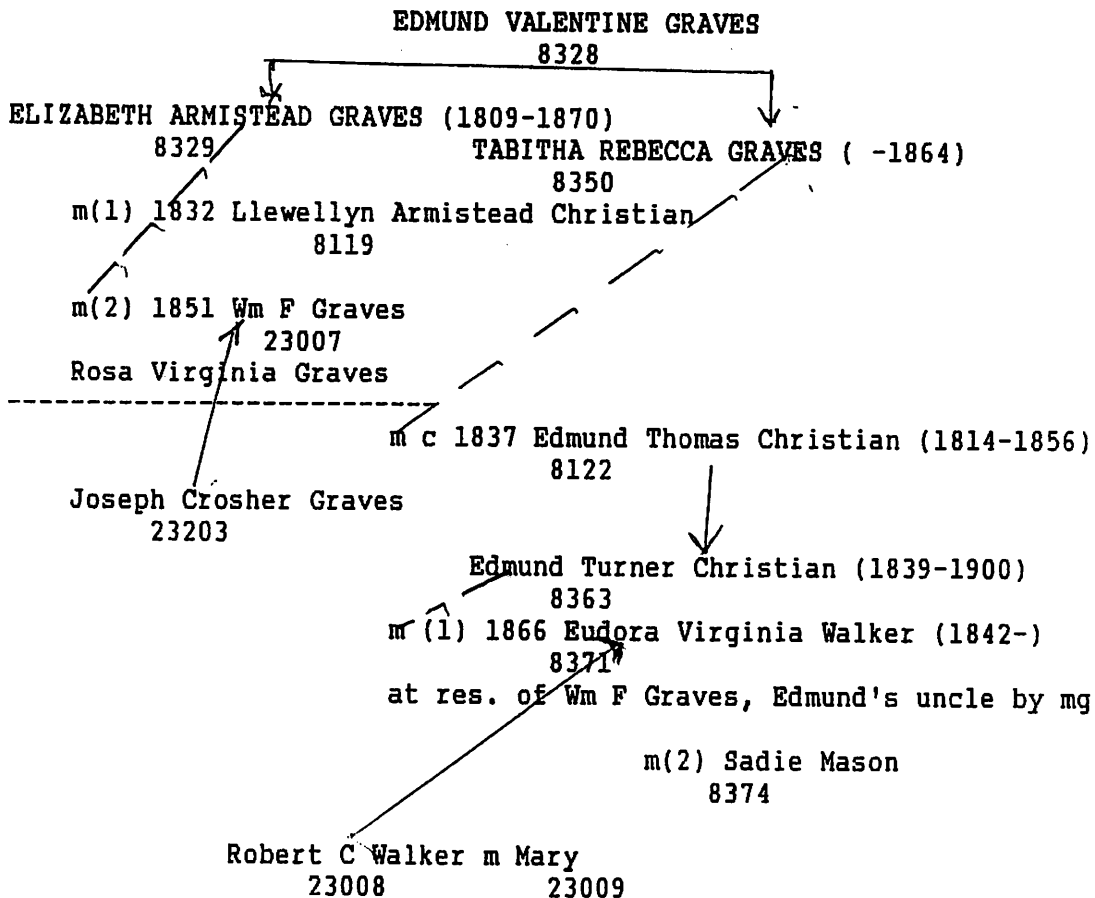 EDMUND VALENTINE GRAVES
8328
ELIZABETH ARMISTEAD GRAVES (1809-1870)
8329
TABITHA REBECCA GRAVES ( -1864)
8350
m(1) 1832 Llewellyn Armistead Christian
8119
m(2) 1851 Wm F Graves
23007
Rosa Virginia Graves
m c 1837 Edmund Thomas Christian (1814-1856)
8122
Joseph Crosher Graves
23203
Edmund Turner Christian (1839-1900)
8363
m (1) 1866 Eudora Virginia Walker (1842-)
8371
at res. of Wm F Graves, Edmund's uncle by mg
m(2) Sadie Mason
8374
Robert C Walker m Mary
23008 23009